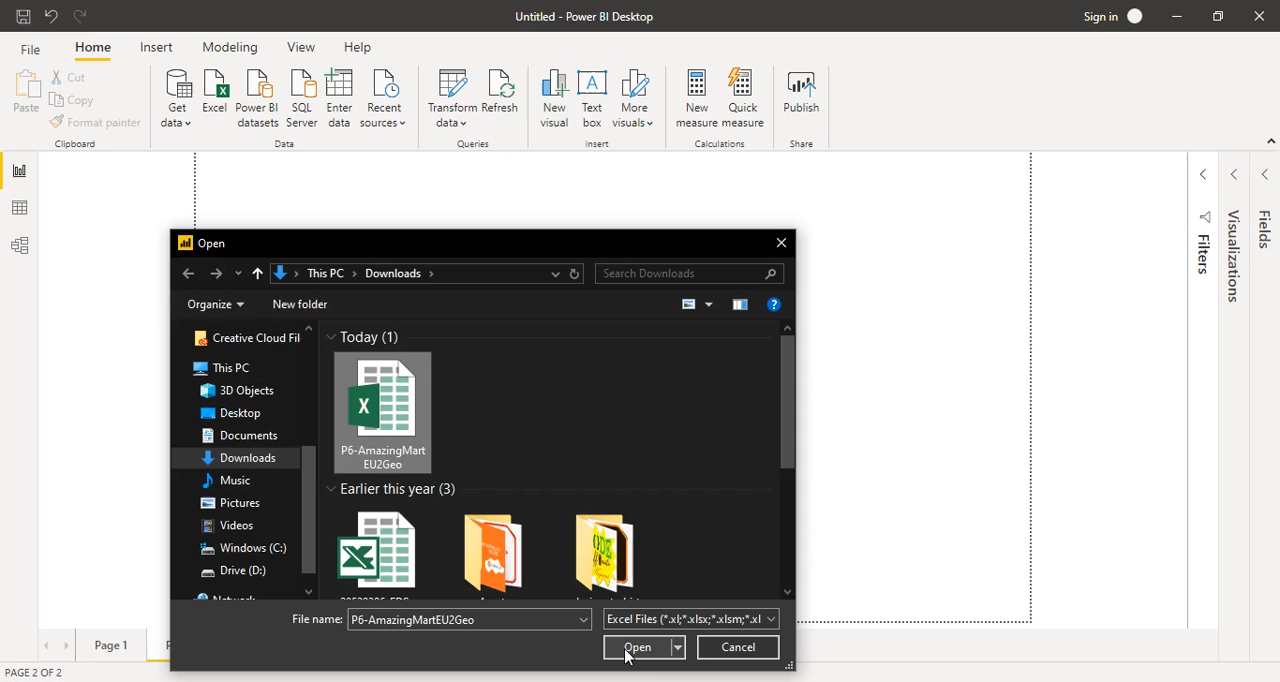 Untitled - Power BI Desktop
Sign in
File
Home
Insert
Modeling
View
Help
Paste
Cut
Copy
Format painter
Clipboard
Get data
Excel
Power BI datasets
SQL Server
Enter data
Recent sources
Data
Transform data
Refresh
Queries
New visual
Text box
More visuals
Insert
New measure
Quick measure
Calculations
Publish
Share
Filters
Visualizations
Fields
Open
This PC
Downloads
Search Downloads
Organize
New folder
Creative Cloud Fil
This PC
3D Objects
Desktop
Documents
Downloads
Music
Pictures
Videos
Windows (C:)
Drive (D:)
Today (1)
P6-AmazingMart
EU2Geo
Earlier this year (3)
File name:
P6-AmazingMartEU2Geo
Excel Files (*.xl;*.xlsx;*.xlsm;*.xl
Open
Cancel
Page 1
PAGE 2 OF 2